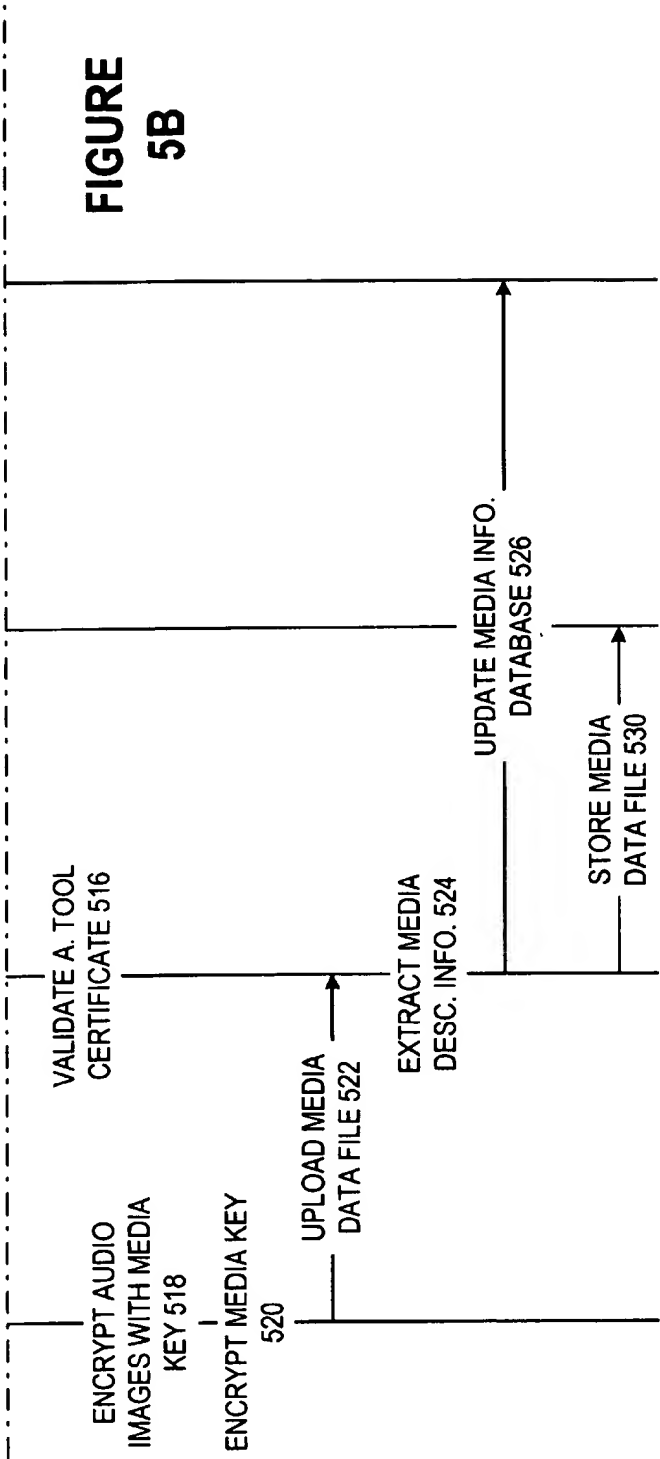 FIGURE
5B
VALIDATE A. TOOL
CERTIFICATE 516
ENCRYPT AUDIO
IMAGES WITH MEDIA
KEY 518
ENCRYPT MEDIA KEY
520
UPLOAD MEDIA
DATA FILE 522
EXTRACT MEDIA
DESC. INFO. 524
UPDATE MEDIA INFO.
DATABASE 526
STORE MEDIA
DATA FILE 530